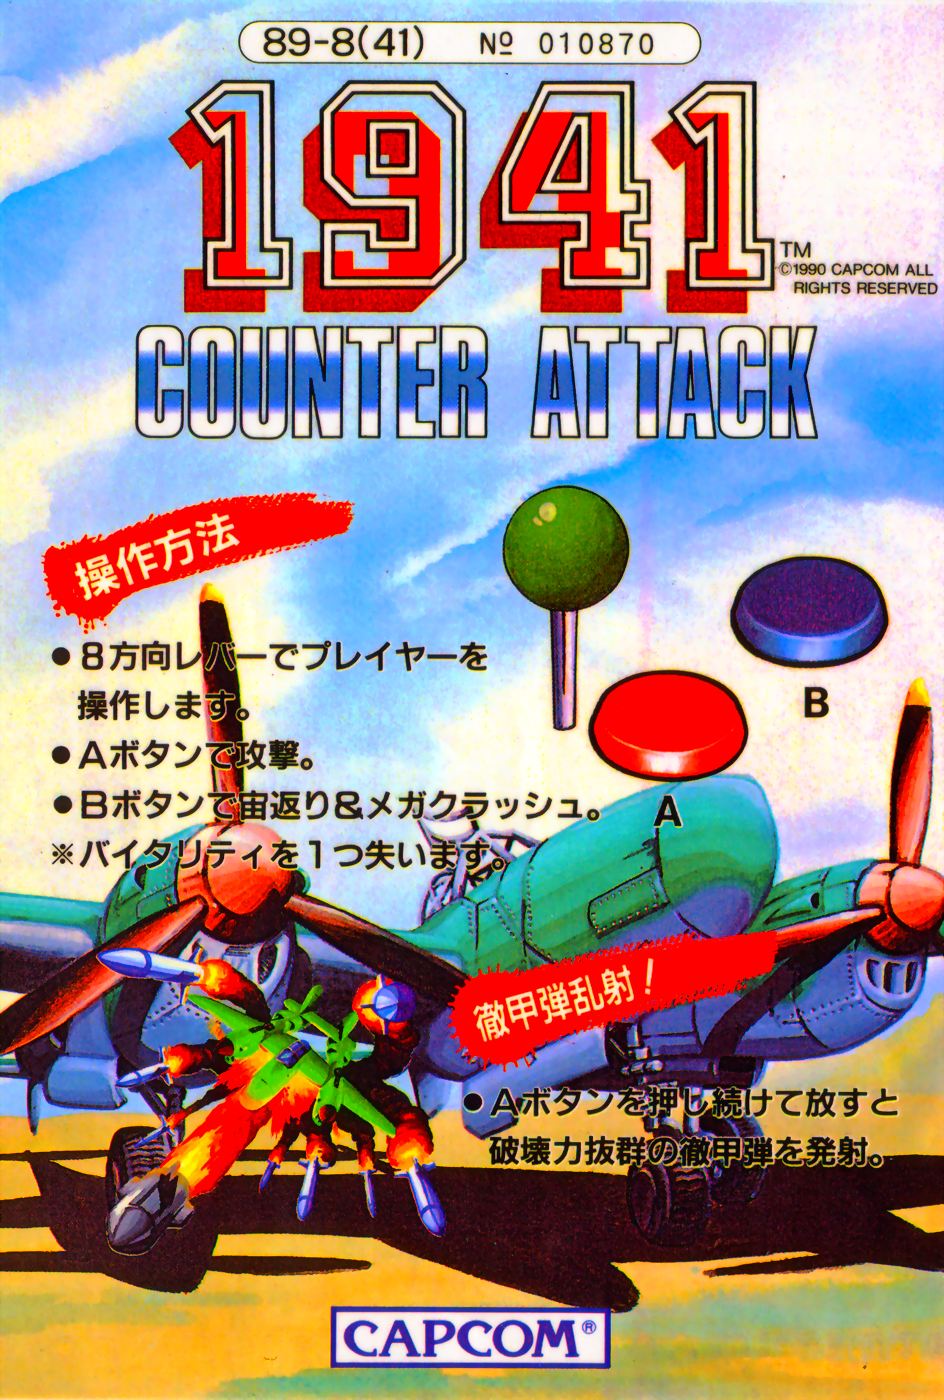 89-8(41) Nº 010870
1941
TM
©1990 CAPCOM ALL
RIGHTS RESERVED
COUNTER ATTACK
操作方法
●8方向レバーでプレイヤーを
操作します。
●Aボタンで攻撃。
●Bボタンで宙返り&メガクラッシュ。
※バイタリティを1つ失います。
B
A
徹甲弾乱射!
●Aボタンを押し続けて放すと
破壊力抜群の徹甲弾を発射。
CAPCOM®